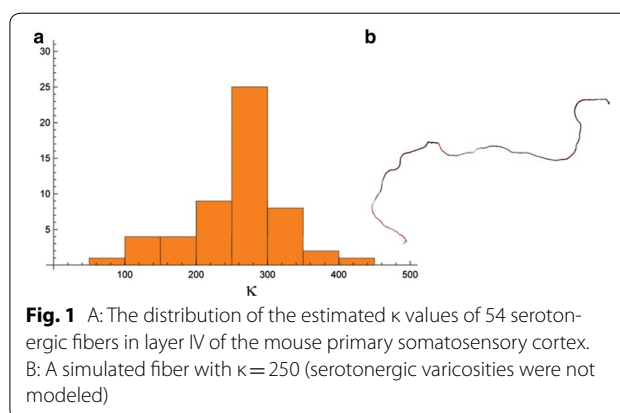 a
b
30
25
20
15
10
5
100
200
300
400
500
κ
Fig. 1 A: The distribution of the estimated κ values of 54 seroton-
ergic fibers in layer IV of the mouse primary somatosensory cortex.
B: A simulated fiber with κ = 250 (serotonergic varicosities were not
modeled)